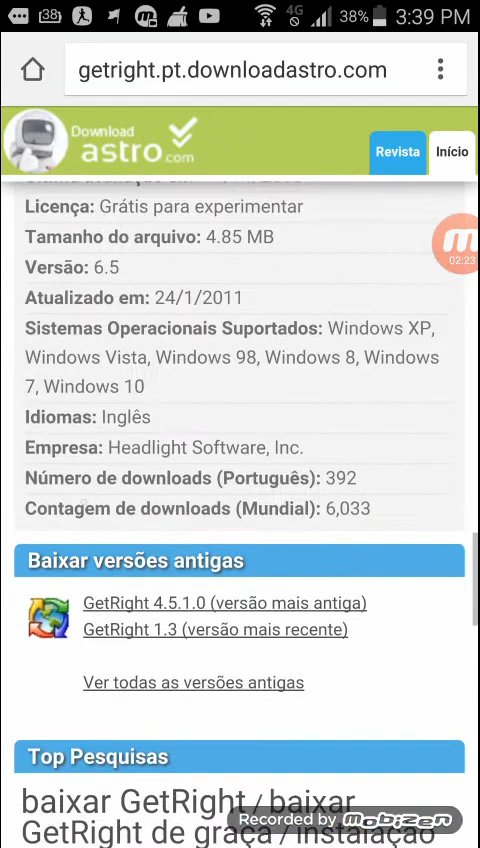 38 4G 38% 3:39 PM
getright.pt.downloadastro.com
Download
astro.com
Revista
Início
Licença: Grátis para experimentar
Tamanho do arquivo: 4.85 MB
02:23
Versão: 6.5
Atualizado em: 24/1/2011
Sistemas Operacionais Suportados: Windows XP,
Windows Vista, Windows 98, Windows 8, Windows
7, Windows 10
Idiomas: Inglês
Empresa: Headlight Software, Inc.
Número de downloads (Português): 392
Contagem de downloads (Mundial): 6,033
Baixar versões antigas
GetRight 4.5.1.0 (versão mais antiga)
GetRight 1.3 (versão mais recente)
Ver todas as versões antigas
Top Pesquisas
baixar GetRight / baixar
GetRight de graça / instalação
Recorded by mobizen